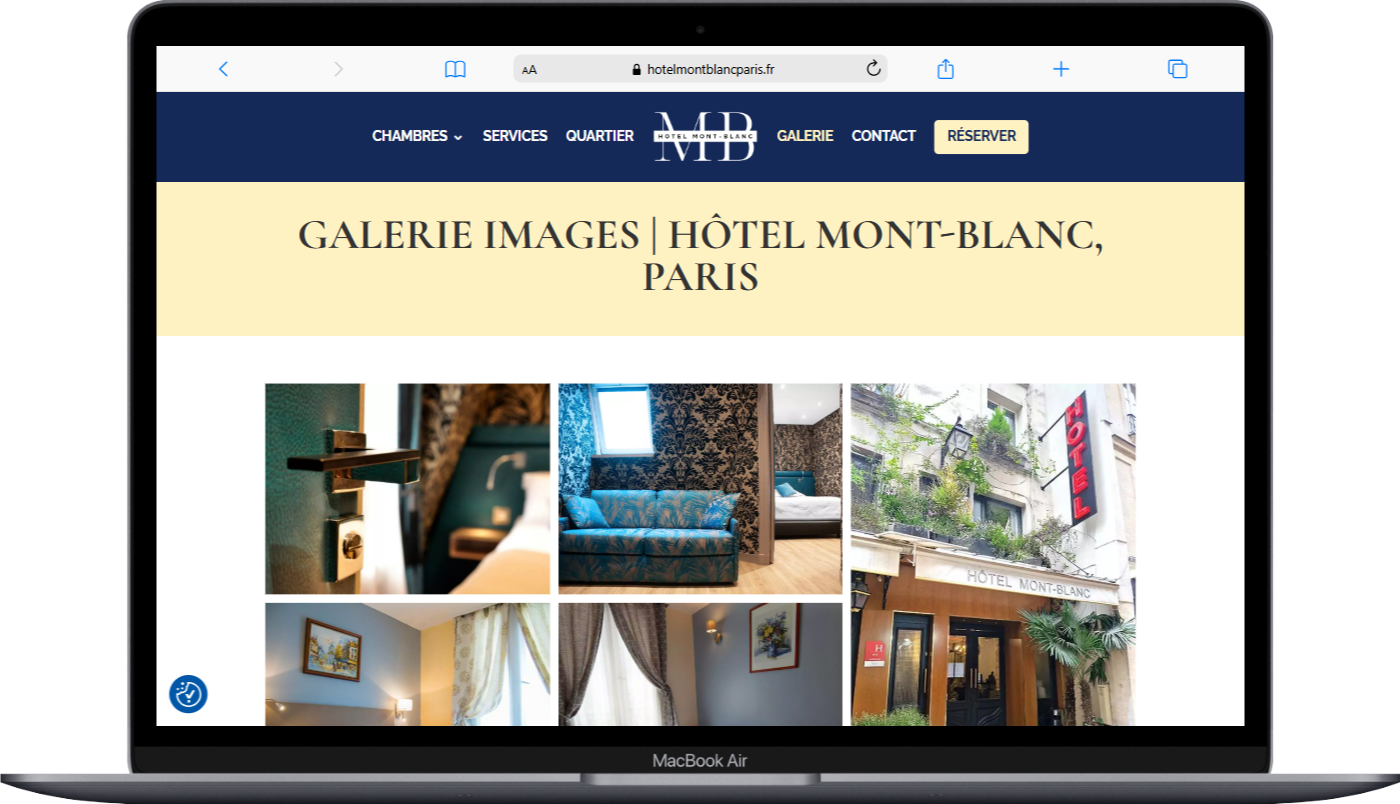 AA hotelmontblancparis.fr
CHAMBRES SERVICES QUARTIER MB GALERIE CONTACT RÉSERVER
HOTEL MONT-BLANC
GALERIE IMAGES | HÔTEL MONT-BLANC,
PARIS
HOTEL
HÔTEL MONT-BLANC
H
MacBook Air